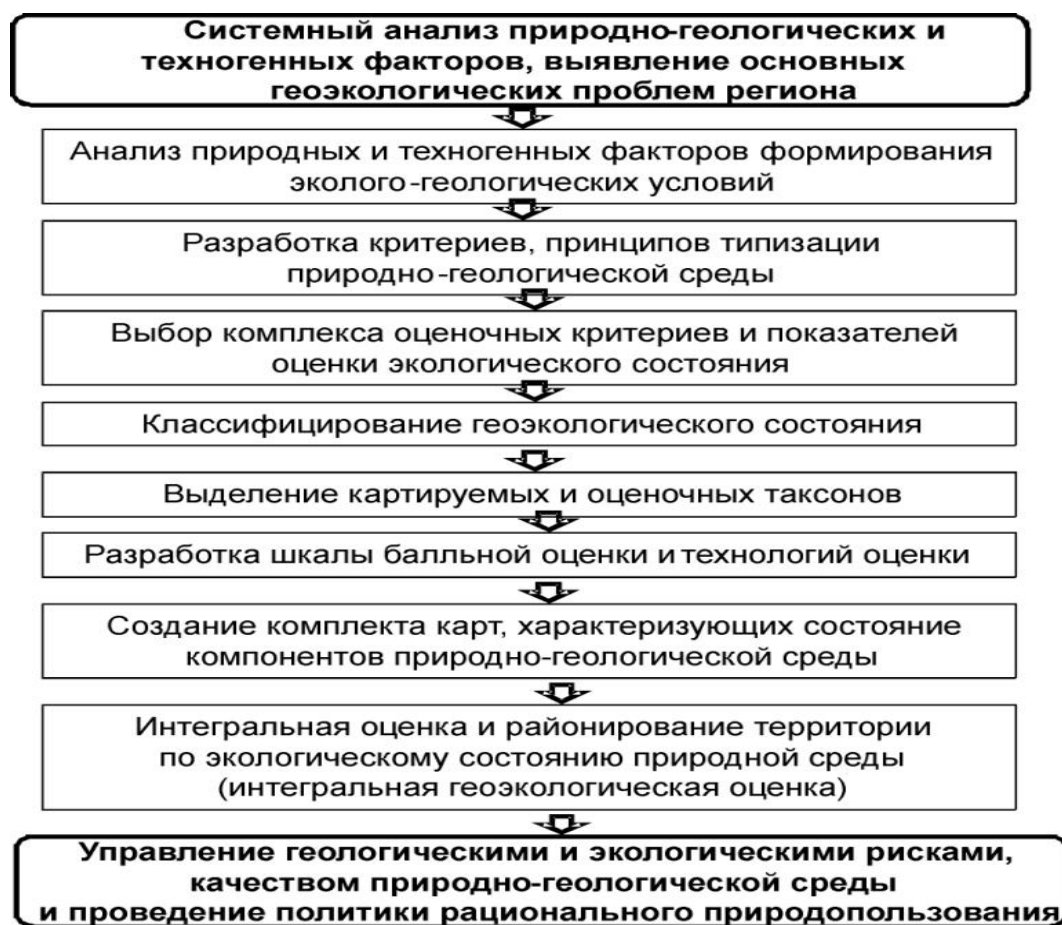 Системный анализ природно-геологических и
техногенных факторов, выявление основных
геоэкологических проблем региона
Анализ природных и техногенных факторов формирования
эколого-геологических условий
Разработка критериев, принципов типизации
природно-геологической среды
Выбор комплекса оценочных критериев и показателей
оценки экологического состояния
Классифицирование геоэкологического состояния
Выделение картируемых и оценочных таксонов
Разработка шкалы балльной оценки и технологий оценки
Создание комплекта карт, характеризующих состояние
компонентов природно-геологической среды
Интегральная оценка и районирование территории
по экологическому состоянию природной среды
(интегральная геоэкологическая оценка)
Управление геологическими и экологическими рисками,
качеством природно-геологической среды
и проведение политики рационального природопользования